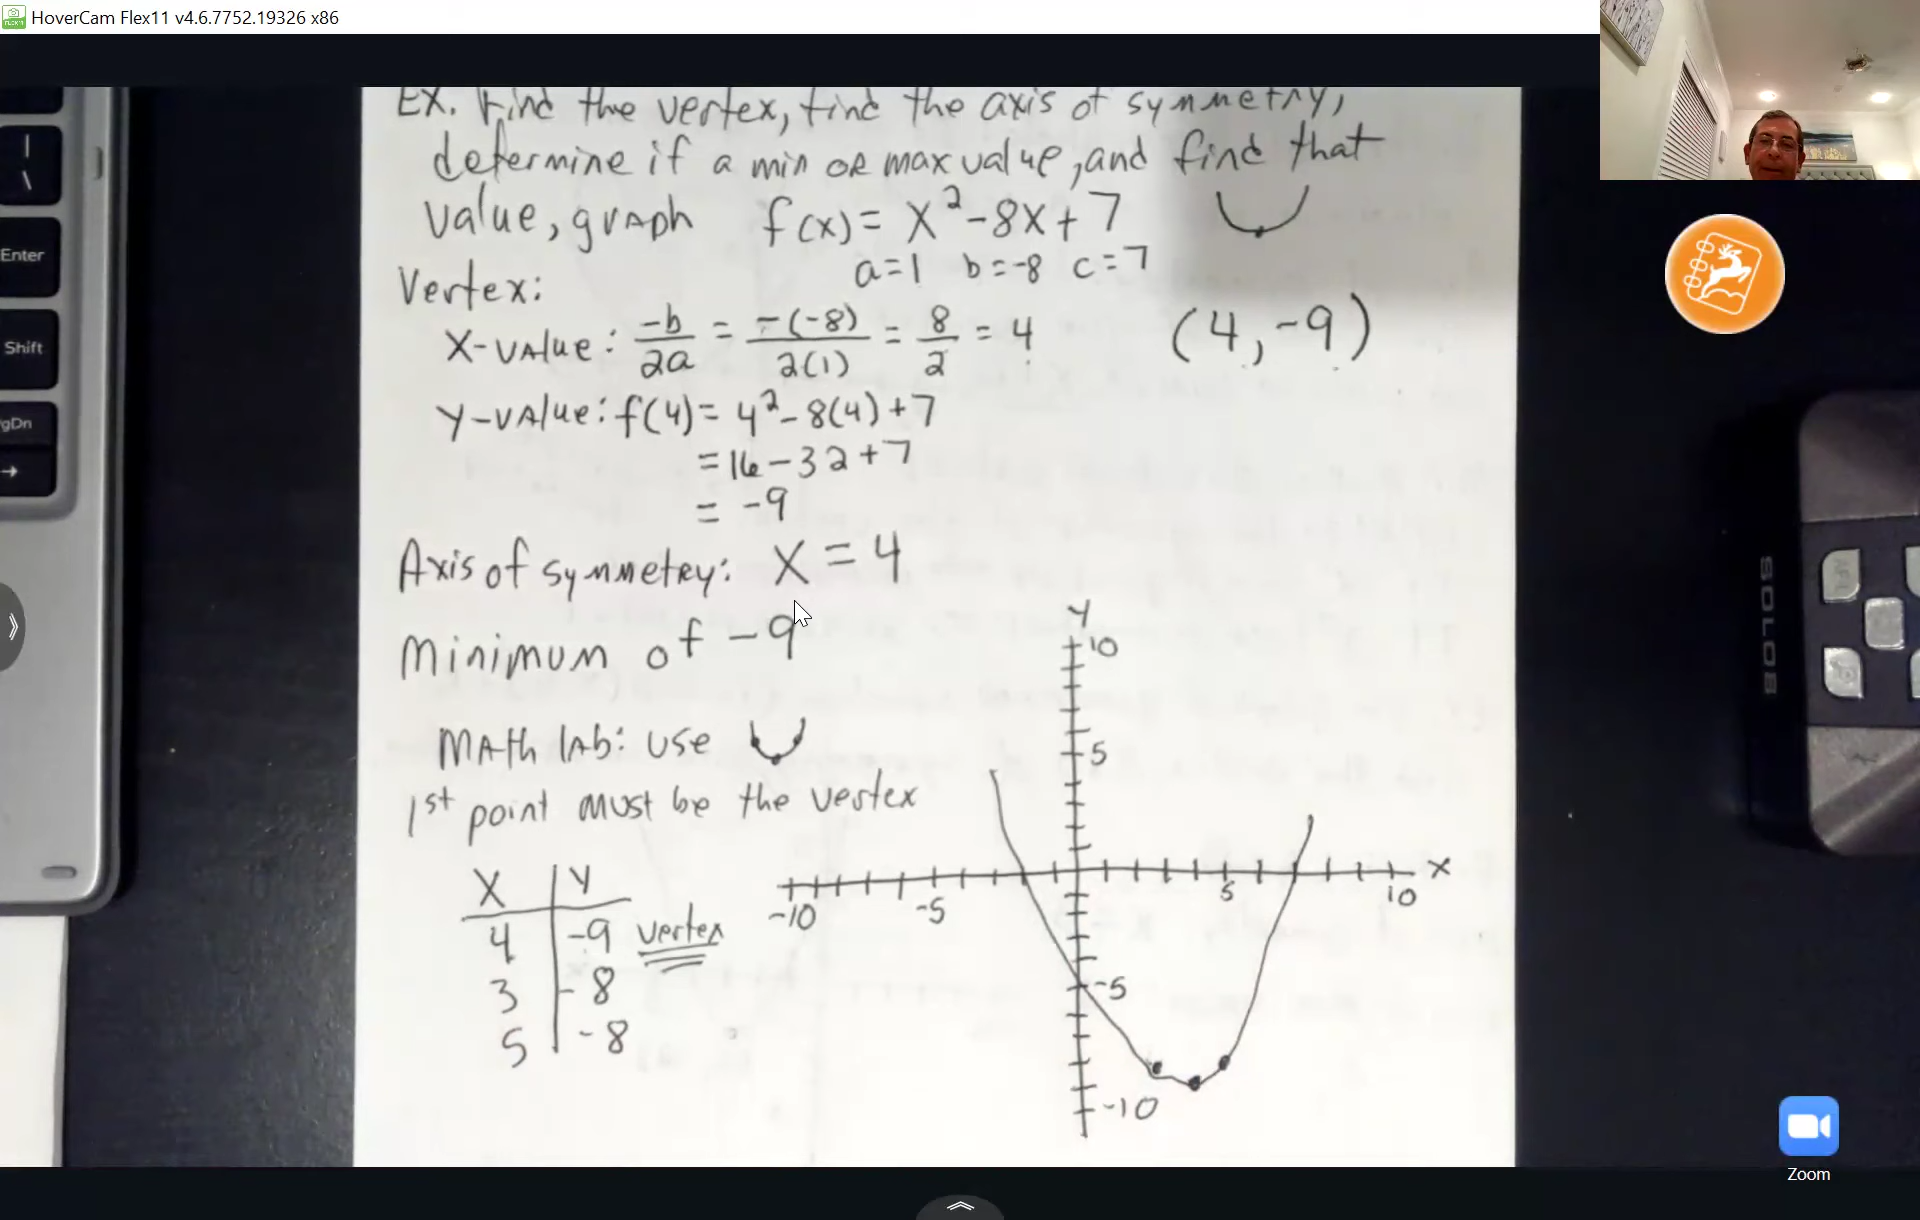 HoverCam Flex11 v4.6.7752.19326 x86
Ex. Find the vertex, find the axis of symmetry,
determine if a min or max value, and find that
value, graph f(x) = x² - 8x + 7
a = 1 b = -8 c = 7
Vertex:
X-value: -b/2a = -(-8)/2(1) = 8/2 = 4 (4, -9)
Y-value: f(4) = 4² - 8(4) + 7
= 16 - 32 + 7
= -9
Axis of symmetry: X = 4
Minimum of -9
Math lab: use
1st point must be the vertex
X Y
4 -9 vertex
3 -8
5 -8
Y
10
5
-10 -5 5 10 X
-5
-10
|
\
Enter
Shift
gDn
→
SOLOS
Zoom